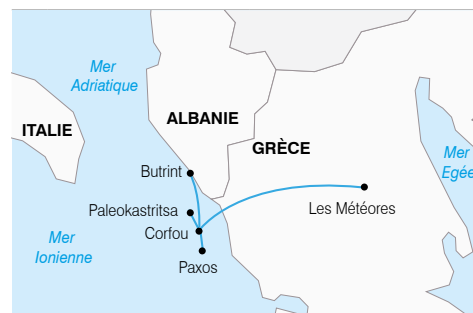 Mer
Adriatique
ITALIE
ALBANIE
GRÈCE
Butrint
Mer
Egée
Paleokastritsa
Les Météores
Corfou
Mer
Ionienne
Paxos